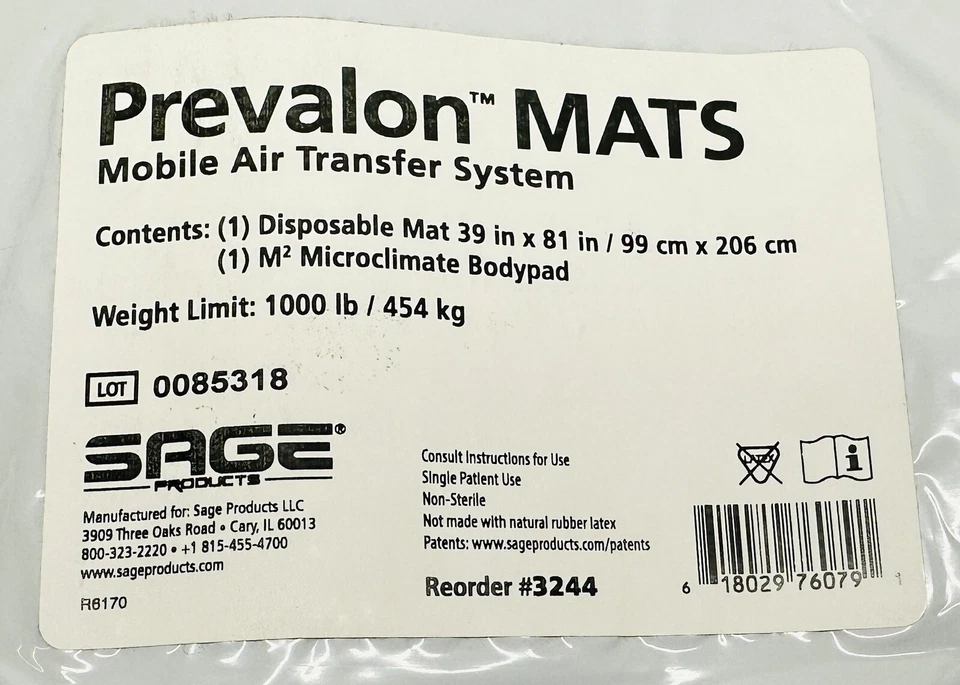 Prevalon™ MATS
Mobile Air Transfer System
Contents: (1) Disposable Mat 39 in x 81 in / 99 cm x 206 cm
(1) M² Microclimate Bodypad
Weight Limit: 1000 lb / 454 kg
LOT 0085318
SAGE®
PRODUCTS
Manufactured for: Sage Products LLC
3909 Three Oaks Road • Cary, IL 60013
800-323-2220 • +1 815-455-4700
www.sageproducts.com
R6170
Consult Instructions for Use
Single Patient Use
Non-Sterile
Not made with natural rubber latex
Patents: www.sageproducts.com/patents
Reorder #3244
LATEX
i
6 18029 76079 1